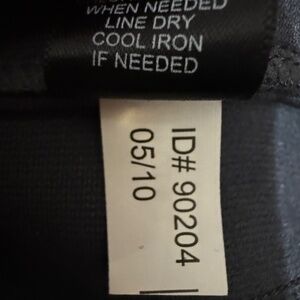 WHEN NEEDED
LINE DRY
COOL IRON
IF NEEDED
ID# 90204
05/10